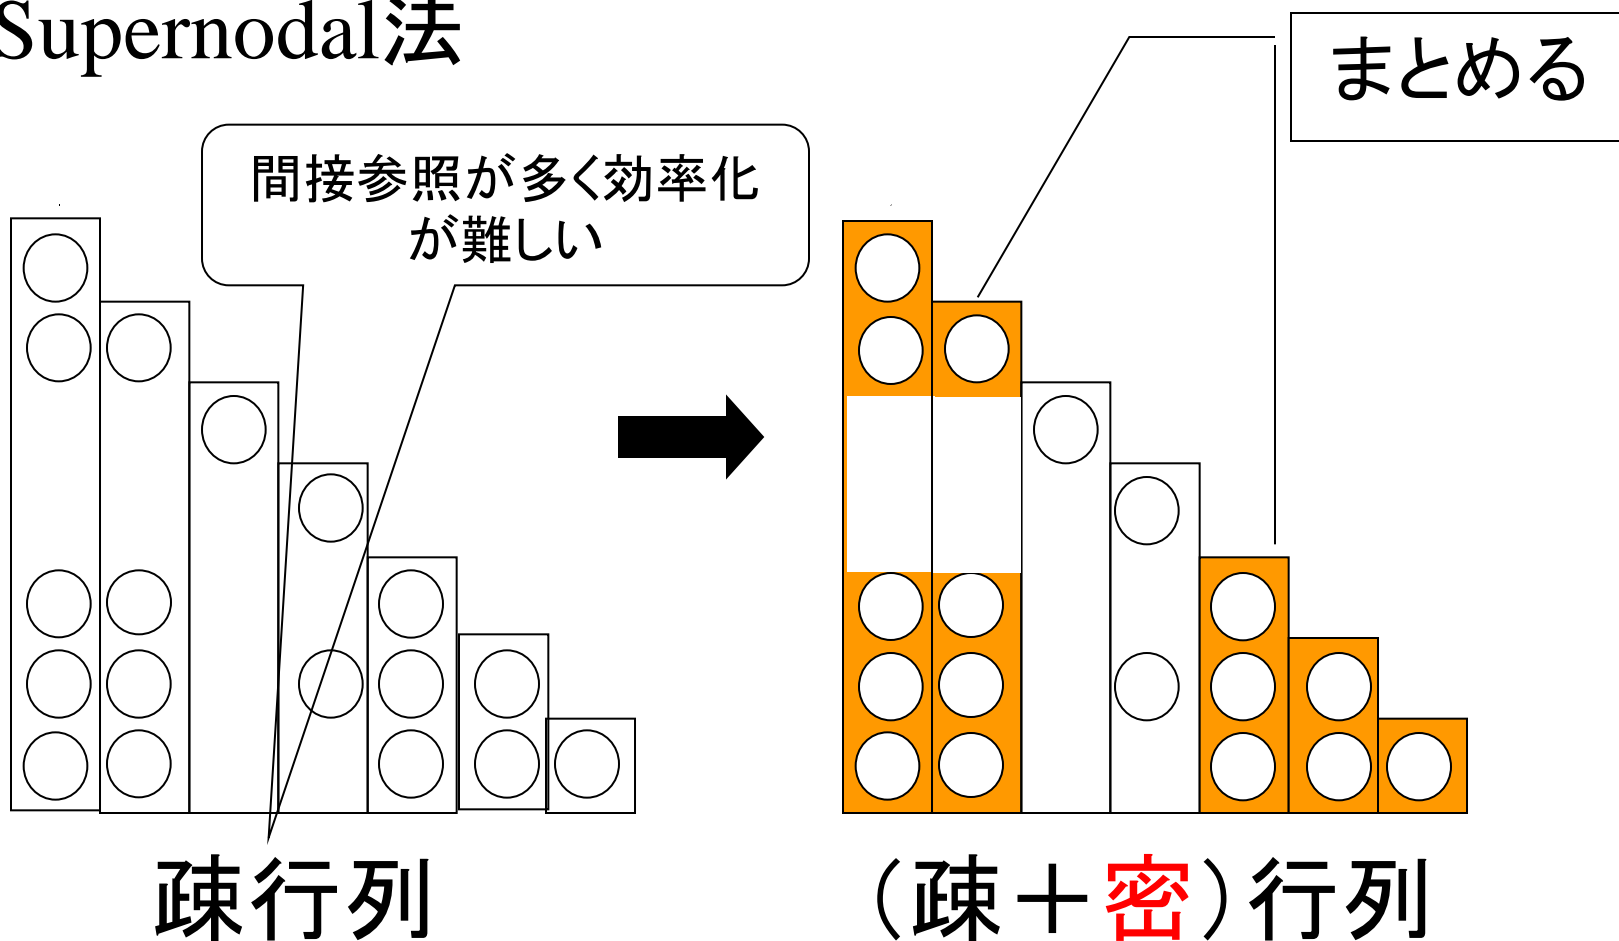 Supernodal法
まとめる
間接参照が多く効率化
が難しい
疎行列
（疎＋密）行列